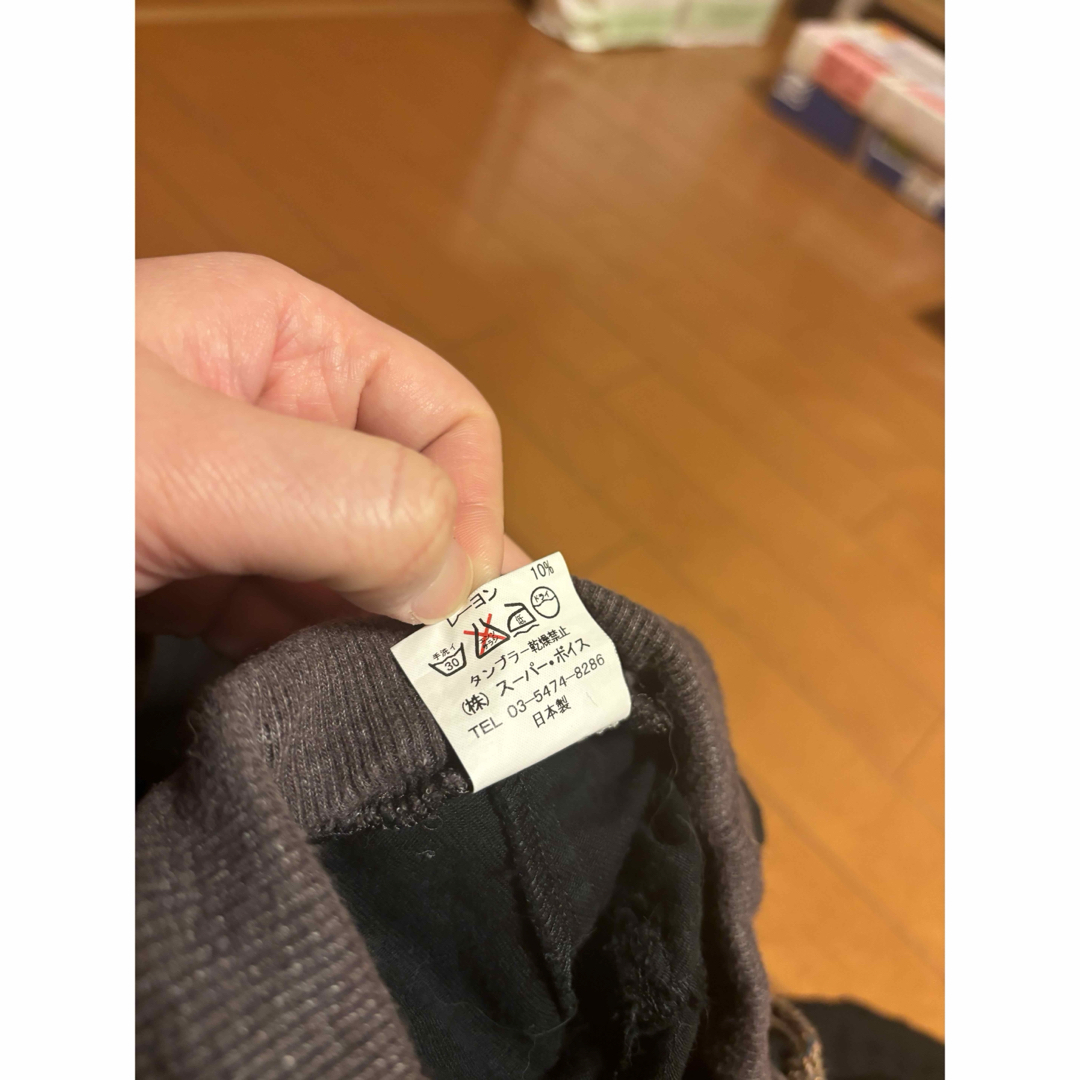 レーヨン 10%
手洗イ 30 低 ドライ
タンブラー乾燥禁止
(株) スーパー・ボイス
TEL 03-5474-8286
日本製